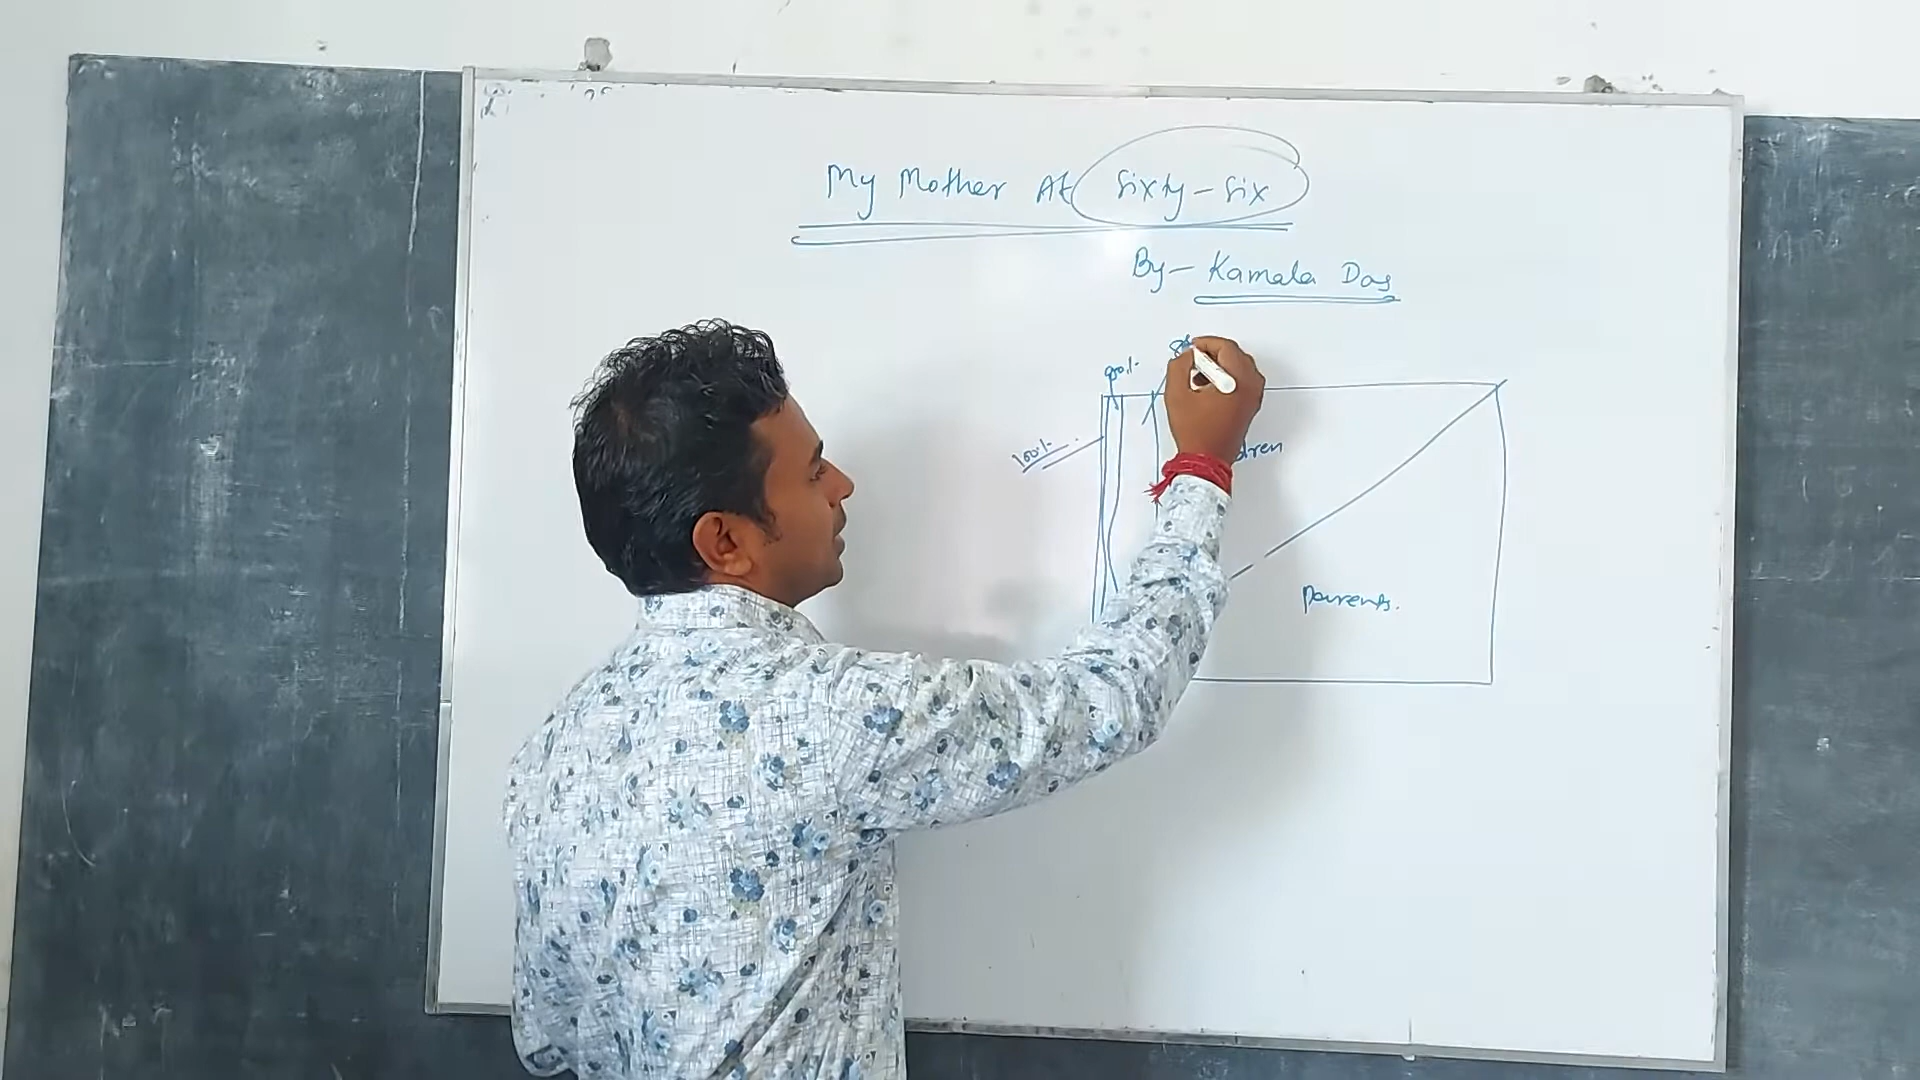 My Mother At Sixty-Six
By- Kamala Das
90%
100%
dren
Parents.